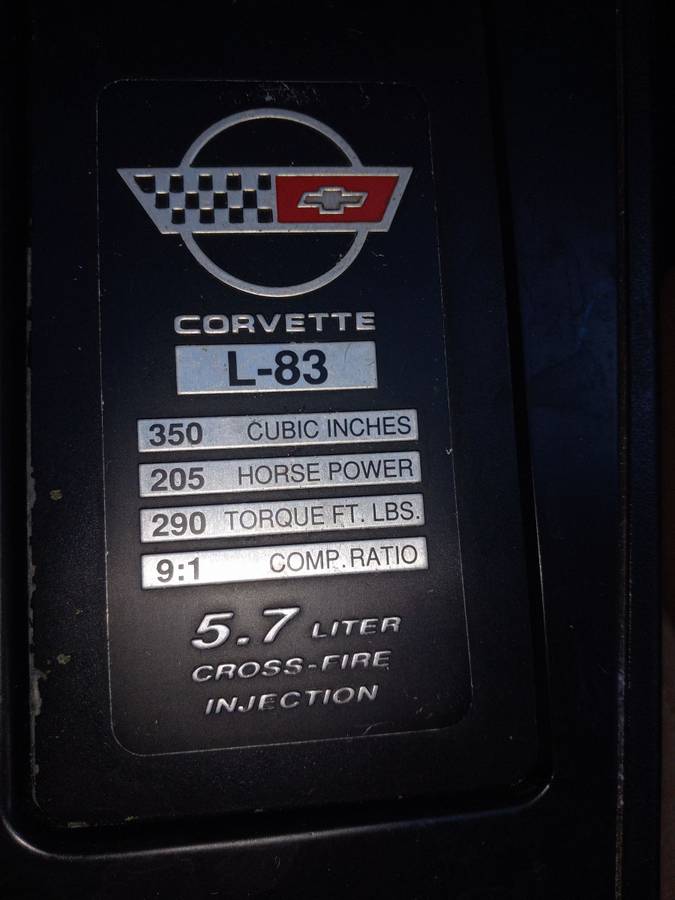 CORVETTE
L-83
350 CUBIC INCHES
205 HORSE POWER
290 TORQUE FT. LBS.
9:1 COMP. RATIO
5.7 LITER
CROSS-FIRE
INJECTION